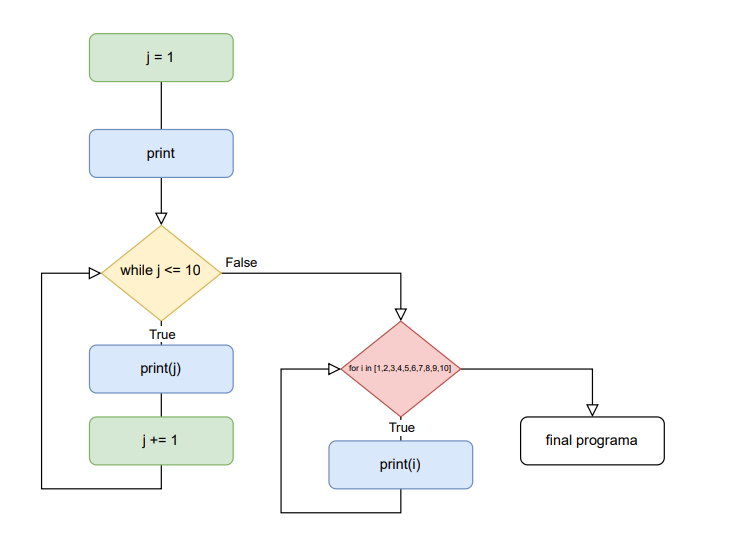 j = 1
print
while j <= 10
False
True
print(j)
j += 1
for i in [1,2,3,4,5,6,7,8,9,10]
True
print(i)
final programa